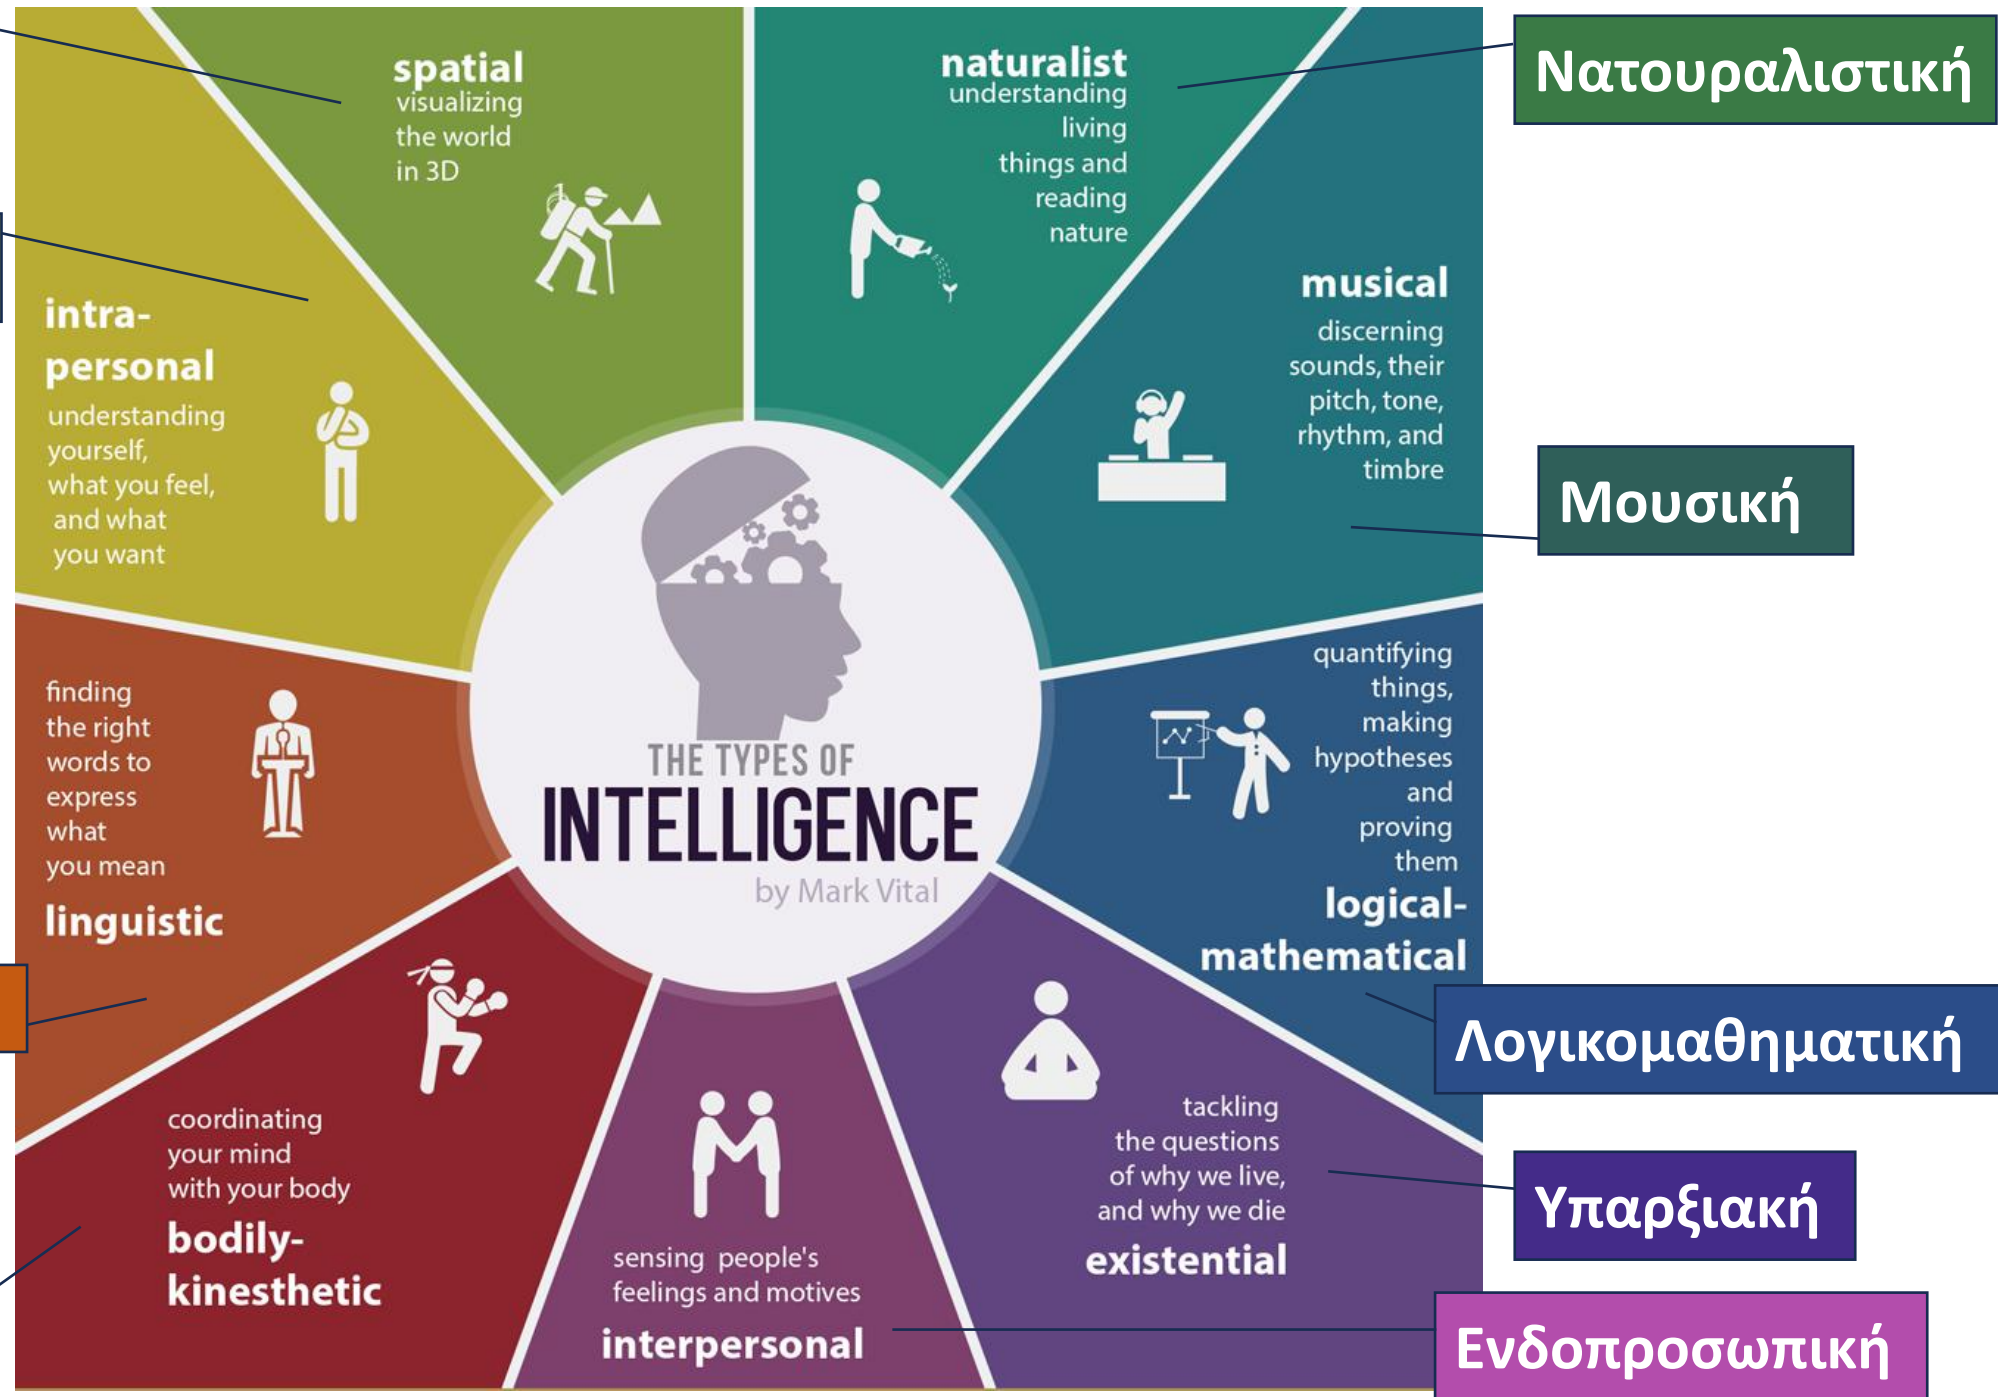 spatial
visualizing
the world
in 3D
naturalist
understanding
living
things and
reading
nature
Νατουραλιστική
musical
discerning
sounds, their
pitch, tone,
rhythm, and
timbre
Μουσική
intra-
personal
understanding
yourself,
what you feel,
and what
you want
finding
the right
words to
express
what
you mean
linguistic
THE TYPES OF
INTELLIGENCE
by Mark Vital
quantifying
things,
making
hypotheses
and
proving
them
logical-
mathematical
Λογικομαθηματική
coordinating
your mind
with your body
bodily-
kinesthetic
sensing people's
feelings and motives
interpersonal
tackling
the questions
of why we live,
and why we die
existential
Υπαρξιακή
Ενδοπροσωπική